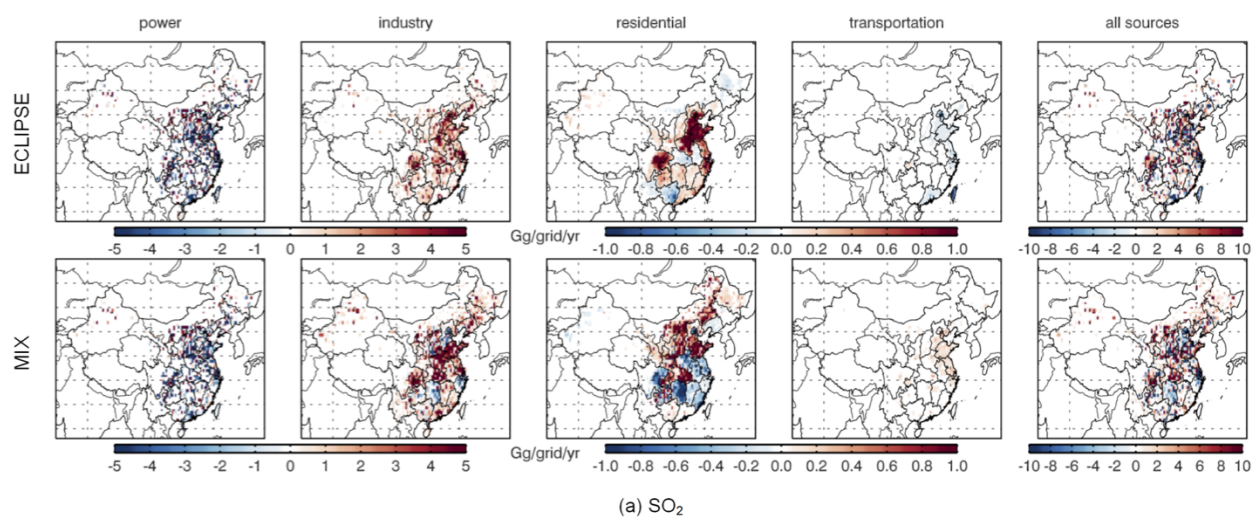 power industry residential transportation all sources
ECLIPSE
-5 -4 -3 -2 -1 0 1 2 3 4 5 Gg/grid/yr -1.0 -0.8 -0.6 -0.4 -0.2 0.0 0.2 0.4 0.6 0.8 1.0 -10 -8 -6 -4 -2 0 2 4 6 8 10
MIX
-5 -4 -3 -2 -1 0 1 2 3 4 5 Gg/grid/yr -1.0 -0.8 -0.6 -0.4 -0.2 0.0 0.2 0.4 0.6 0.8 1.0 -10 -8 -6 -4 -2 0 2 4 6 8 10
(a) SO₂